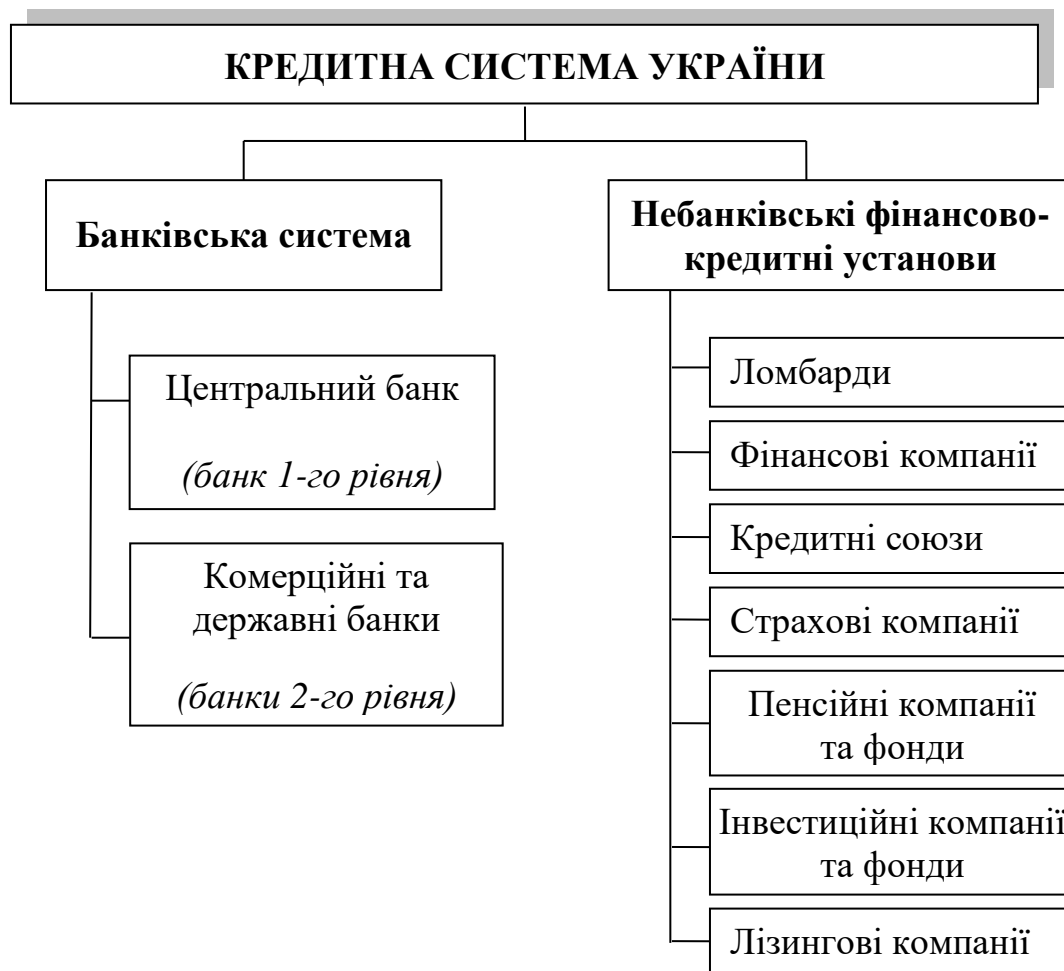 КРЕДИТНА СИСТЕМА УКРАЇНИ
Банківська система
Центральний банк
(банк 1-го рівня)
Комерційні та
державні банки
(банки 2-го рівня)
Небанківські фінансово-
кредитні установи
Ломбарди
Фінансові компанії
Кредитні союзи
Страхові компанії
Пенсійні компанії
та фонди
Інвестиційні компанії
та фонди
Лізингові компанії